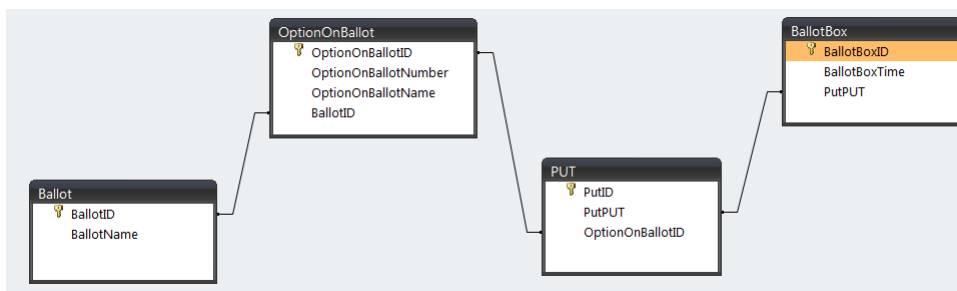 OptionOnBallot
OptionOnBallotID
OptionOnBallotNumber
OptionOnBallotName
BallotID
BallotBox
BallotBoxID
BallotBoxTime
PutPUT
Ballot
BallotID
BallotName
PUT
PutID
PutPUT
OptionOnBallotID